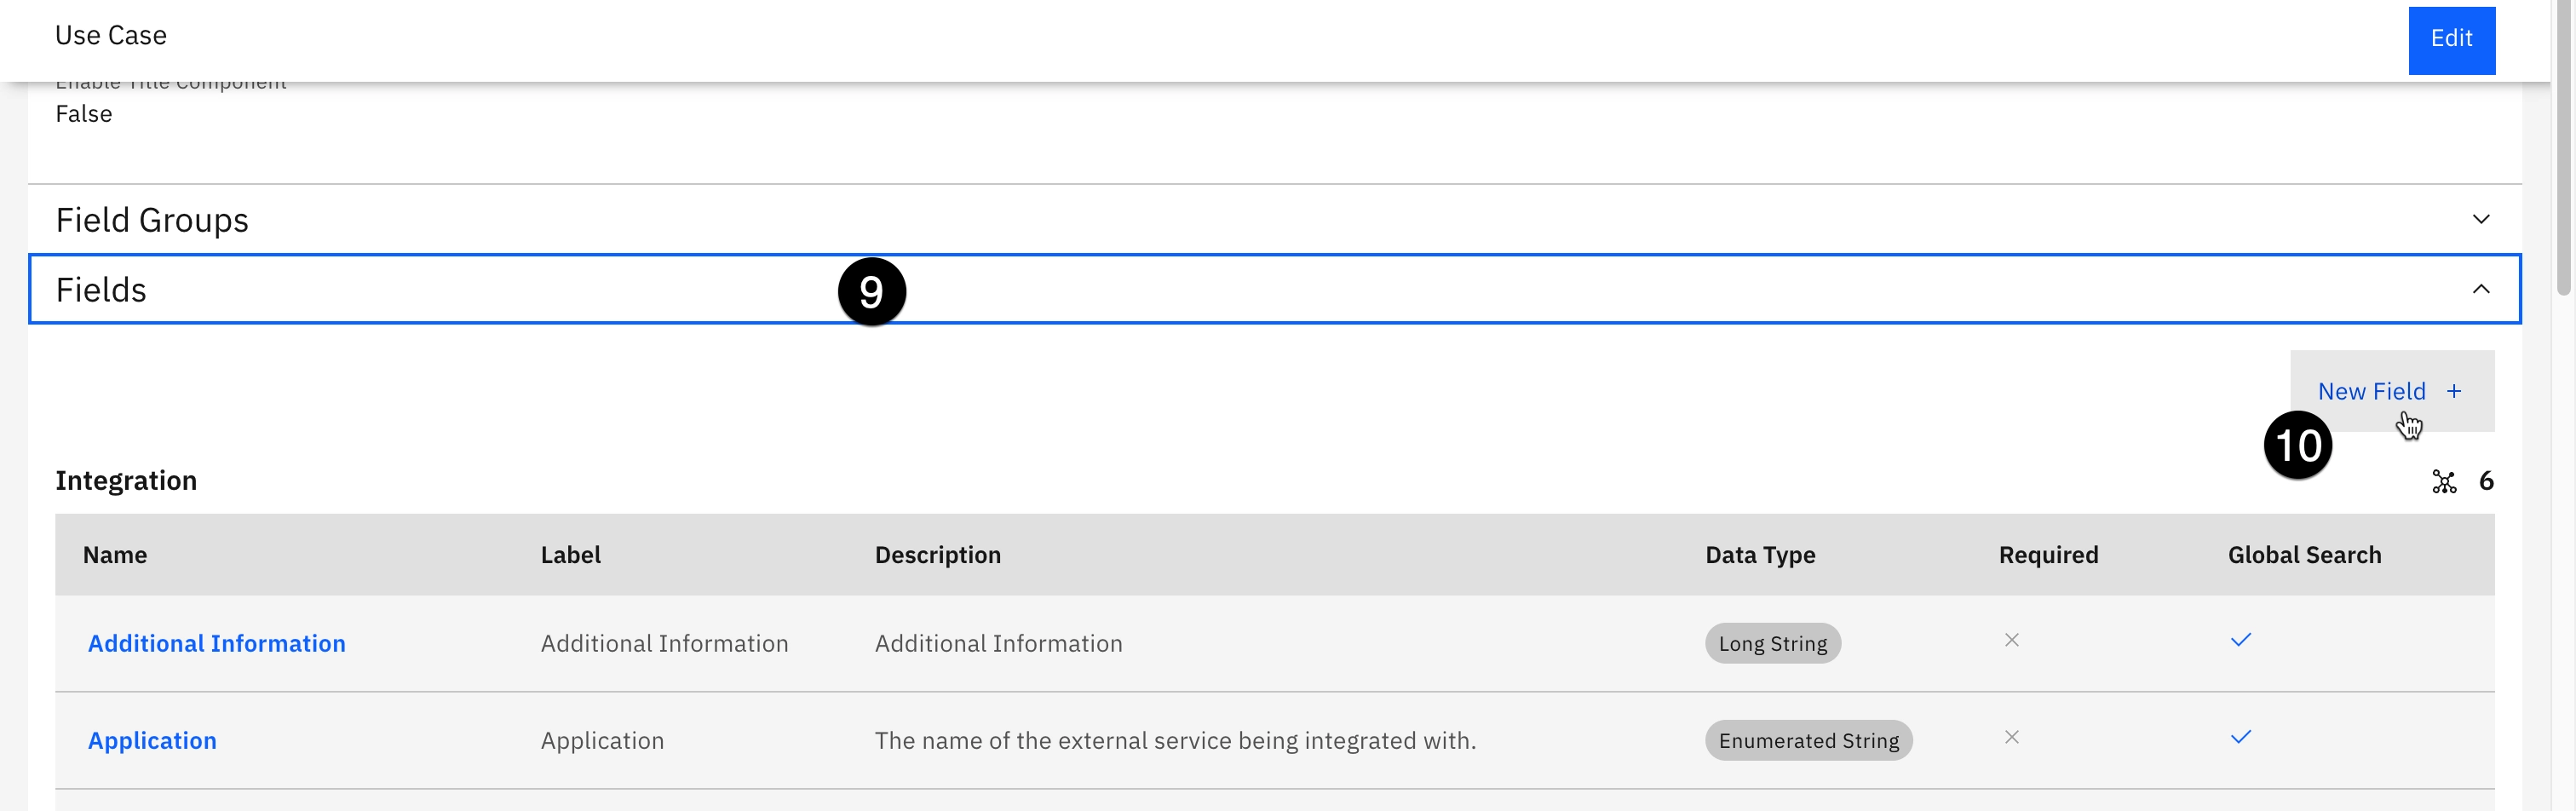 Use Case
Edit
Enable Title Component
False
Field Groups
Fields
9
New Field +
10
Integration
6
Name Label Description Data Type Required Global Search
Additional Information Additional Information Additional Information Long String
Application Application The name of the external service being integrated with. Enumerated String